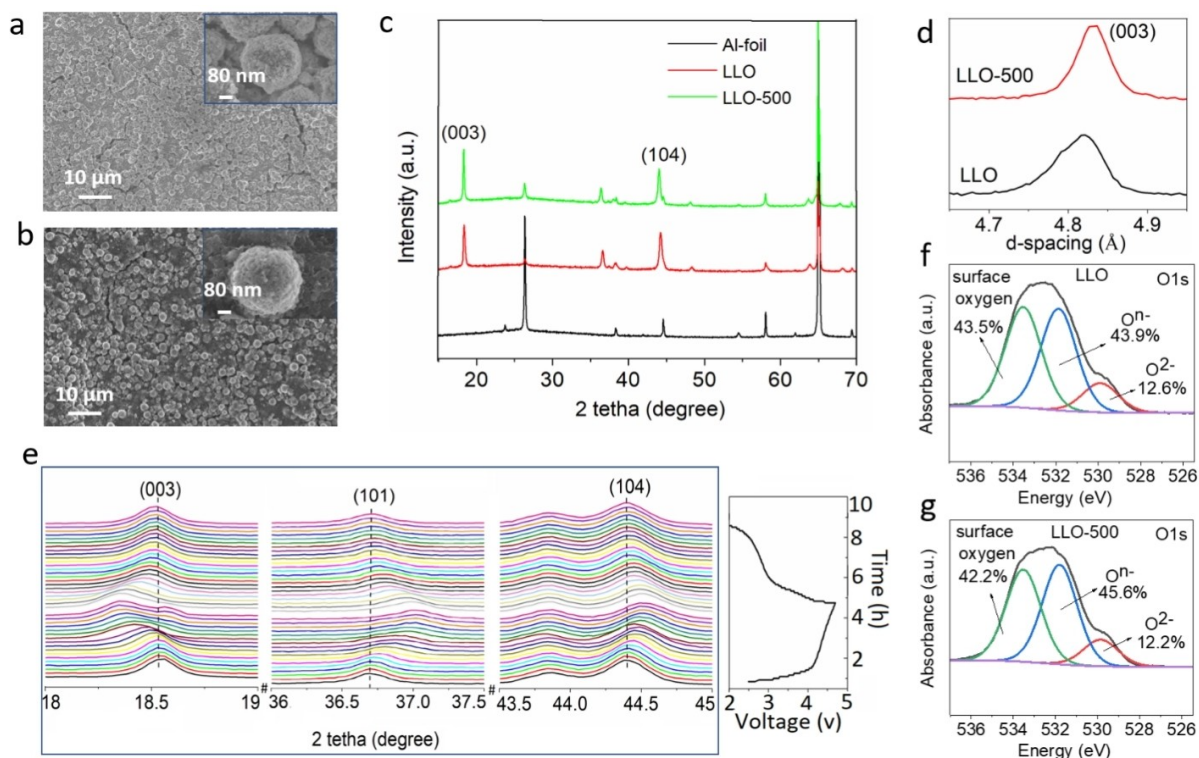 a
80 nm
10 μm
b
80 nm
10 μm
c
Al-foil
LLO
LLO-500
(003)
(104)
Intensity (a.u.)
15 20 30 40 50 60 70
2 tetha (degree)
d
(003)
LLO-500
LLO
4.7 4.8 4.9
d-spacing (Å)
e
(003)
(101)
(104)
18 18.5 19 # 36 36.5 37.0 37.5 # 43.5 44.0 44.5 45
2 tetha (degree)
10
8
6
4
2
Time (h)
2 3 4 5
Voltage (v)
f
surface
oxygen
43.5%
LLO
O1s
Oⁿ⁻
43.9%
O²⁻
12.6%
Absorbance (a.u.)
536 534 532 530 528 526
Energy (eV)
g
surface
oxygen
42.2%
LLO-500
O1s
Oⁿ⁻
45.6%
O²⁻
12.2%
Absorbance (a.u.)
536 534 532 530 528 526
Energy (eV)